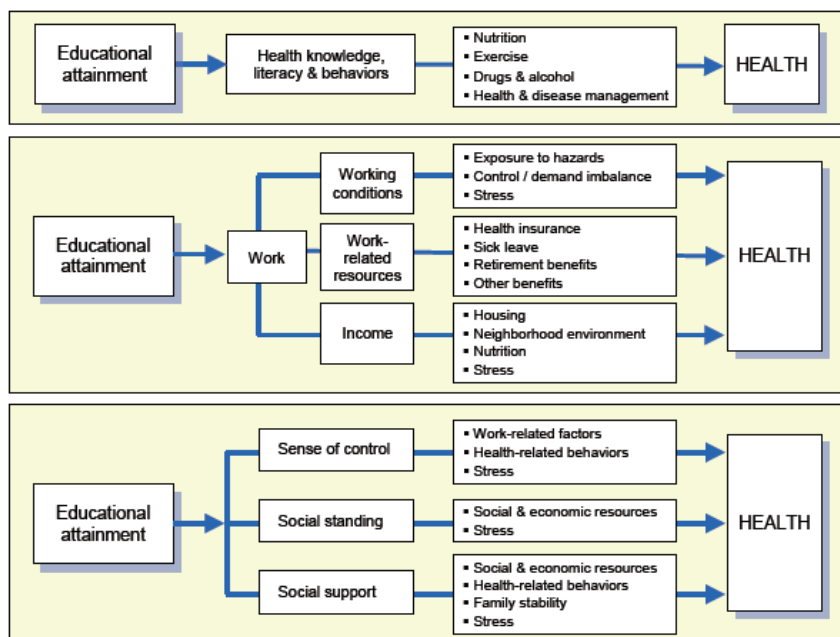 Educational
attainment
Health knowledge,
literacy & behaviors
▪ Nutrition
▪ Exercise
▪ Drugs & alcohol
▪ Health & disease management
HEALTH
Educational
attainment
Work
Working
conditions
▪ Exposure to hazards
▪ Control / demand imbalance
▪ Stress
Work-
related
resources
▪ Health insurance
▪ Sick leave
▪ Retirement benefits
▪ Other benefits
Income
▪ Housing
▪ Neighborhood environment
▪ Nutrition
▪ Stress
HEALTH
Educational
attainment
Sense of control
▪ Work-related factors
▪ Health-related behaviors
▪ Stress
Social standing
▪ Social & economic resources
▪ Stress
Social support
▪ Social & economic resources
▪ Health-related behaviors
▪ Family stability
▪ Stress
HEALTH